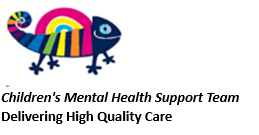 Children's Mental Health Support Team
Delivering High Quality Care